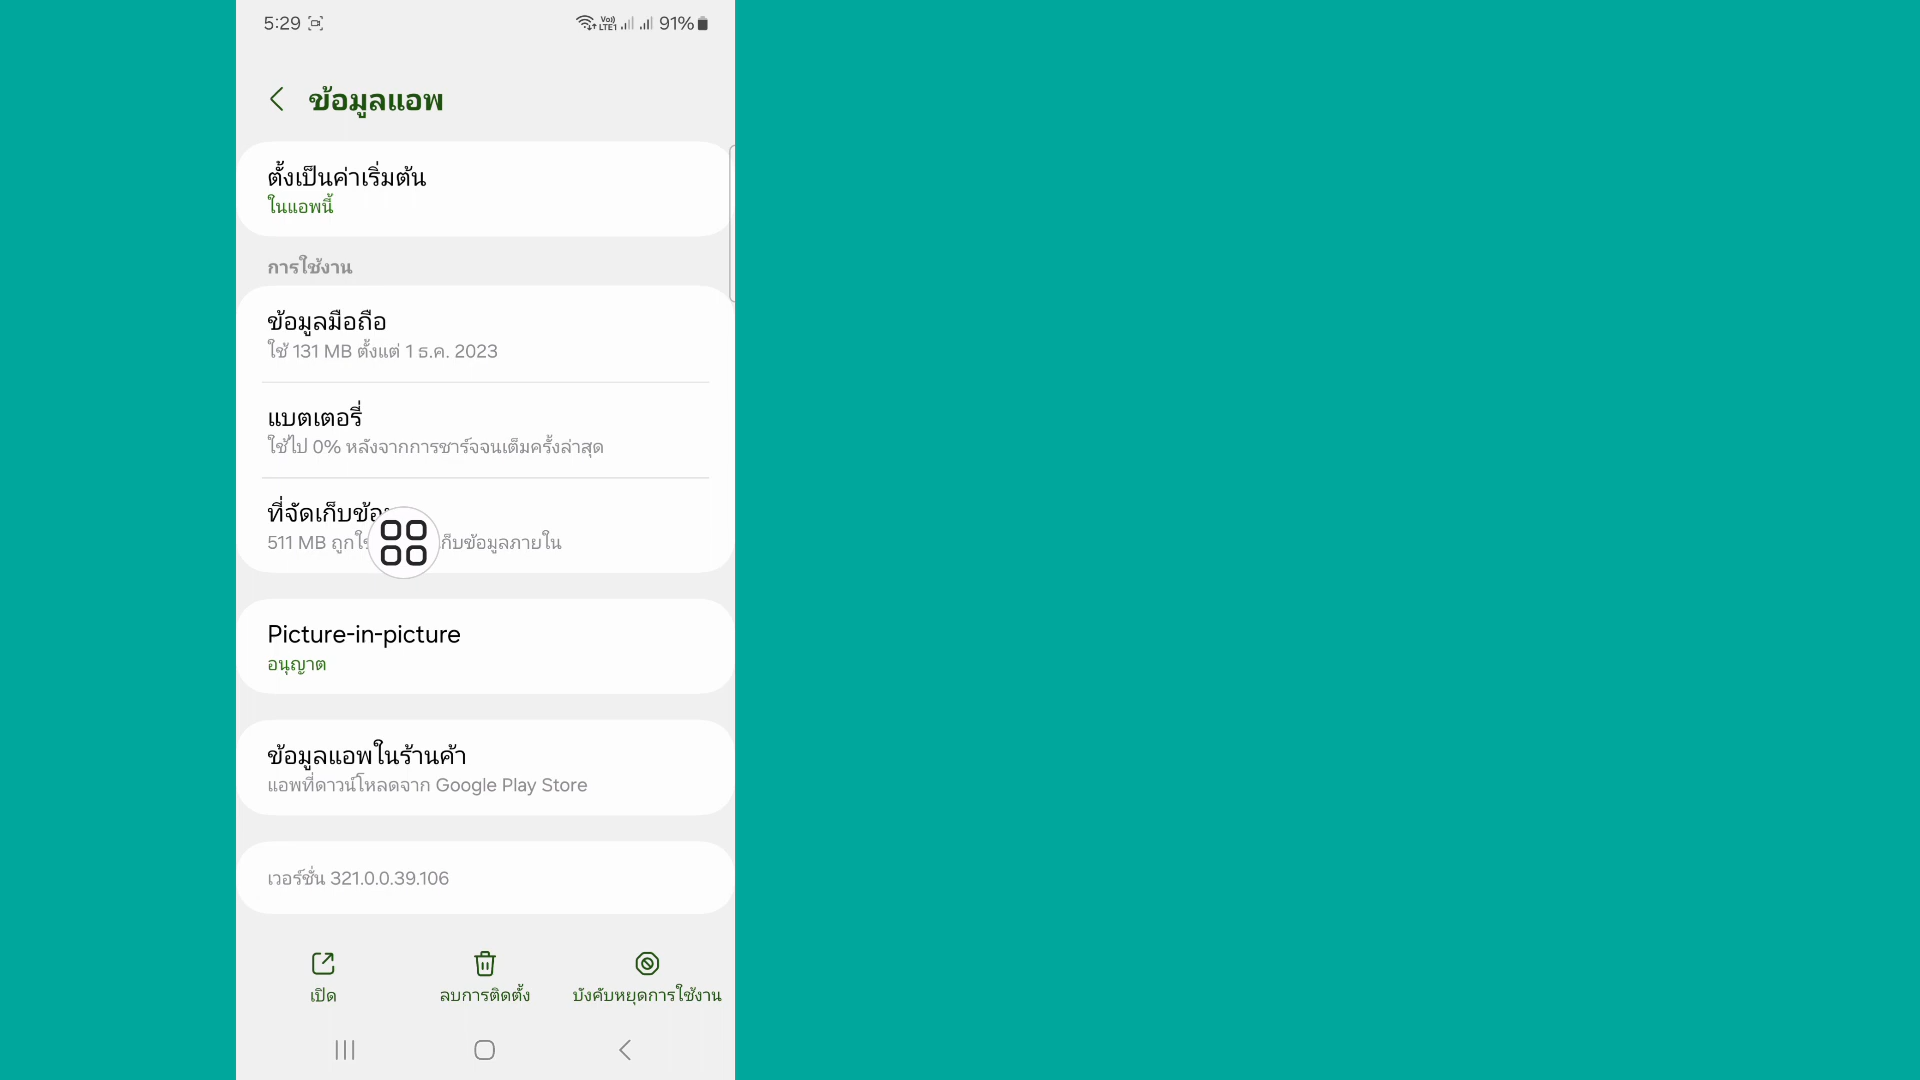 5:29 Vo) LTE1 91%
ข้อมูลแอพ
ตั้งเป็นค่าเริ่มต้น
ในแอพนี้
การใช้งาน
ข้อมูลมือถือ
ใช้ 131 MB ตั้งแต่ 1 ธ.ค. 2023
แบตเตอรี่
ใช้ไป 0% หลังจากการชาร์จจนเต็มครั้งล่าสุด
ที่จัดเก็บข้อ
511 MB ถูกใช้ เก็บข้อมูลภายใน
Picture-in-picture
อนุญาต
ข้อมูลแอพในร้านค้า
แอพที่ดาวน์โหลดจาก Google Play Store
เวอร์ชั่น 321.0.0.39.106
เปิด ลบการติดตั้ง บังคับหยุดการใช้งาน